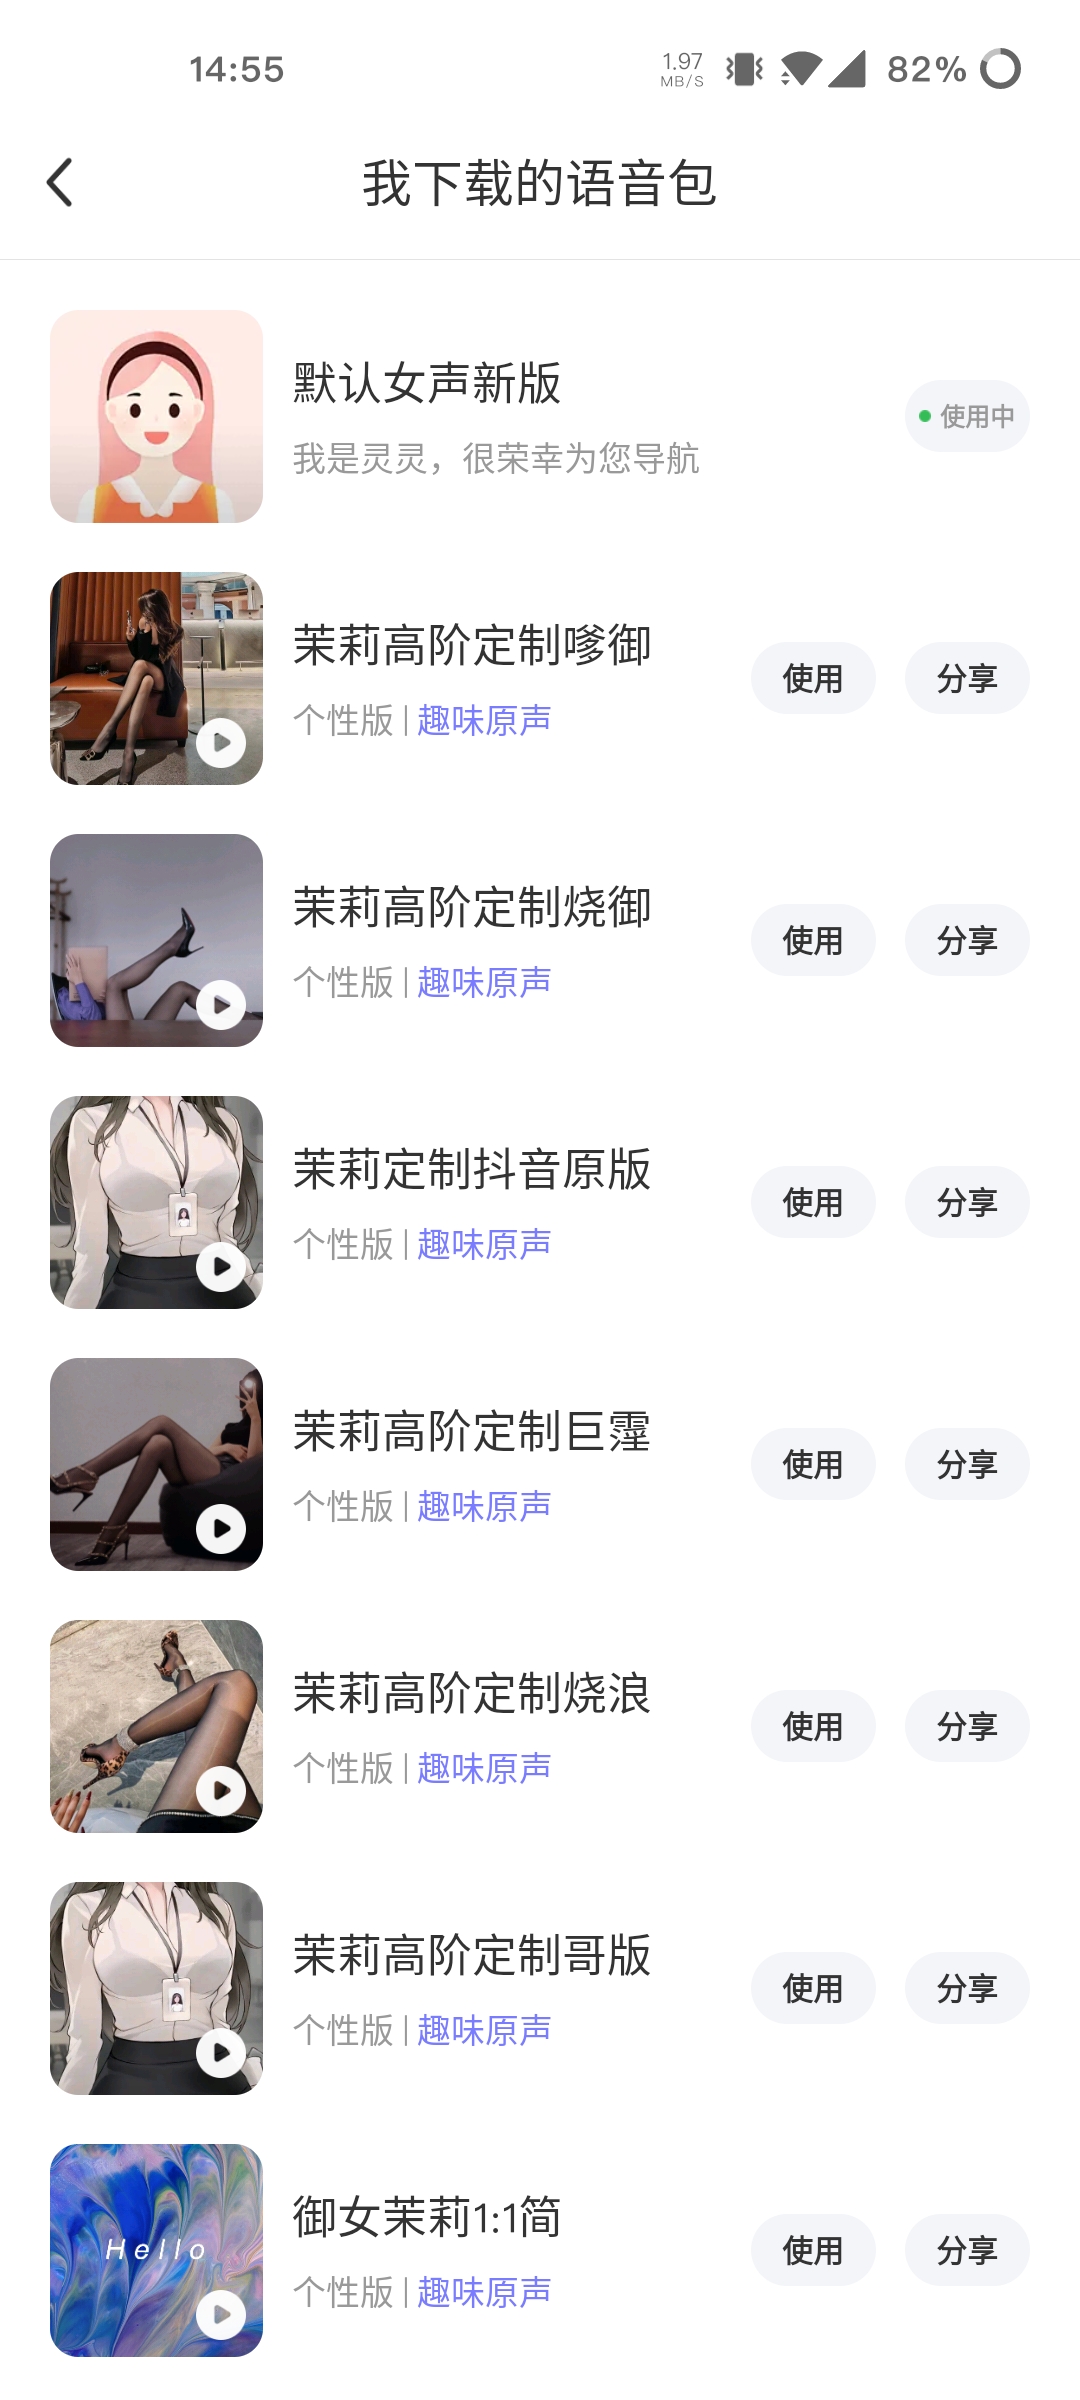 14:55
1.97
MB/S
82%
我下载的语音包
默认女声新版
我是灵灵，很荣幸为您导航
使用中
茉莉高阶定制嗲御
个性版 | 趣味原声
使用
分享
茉莉高阶定制烧御
个性版 | 趣味原声
使用
分享
茉莉定制抖音原版
个性版 | 趣味原声
使用
分享
茉莉高阶定制巨霪
个性版 | 趣味原声
使用
分享
茉莉高阶定制烧浪
个性版 | 趣味原声
使用
分享
茉莉高阶定制哥版
个性版 | 趣味原声
使用
分享
Hello
御女茉莉1:1简
个性版 | 趣味原声
使用
分享